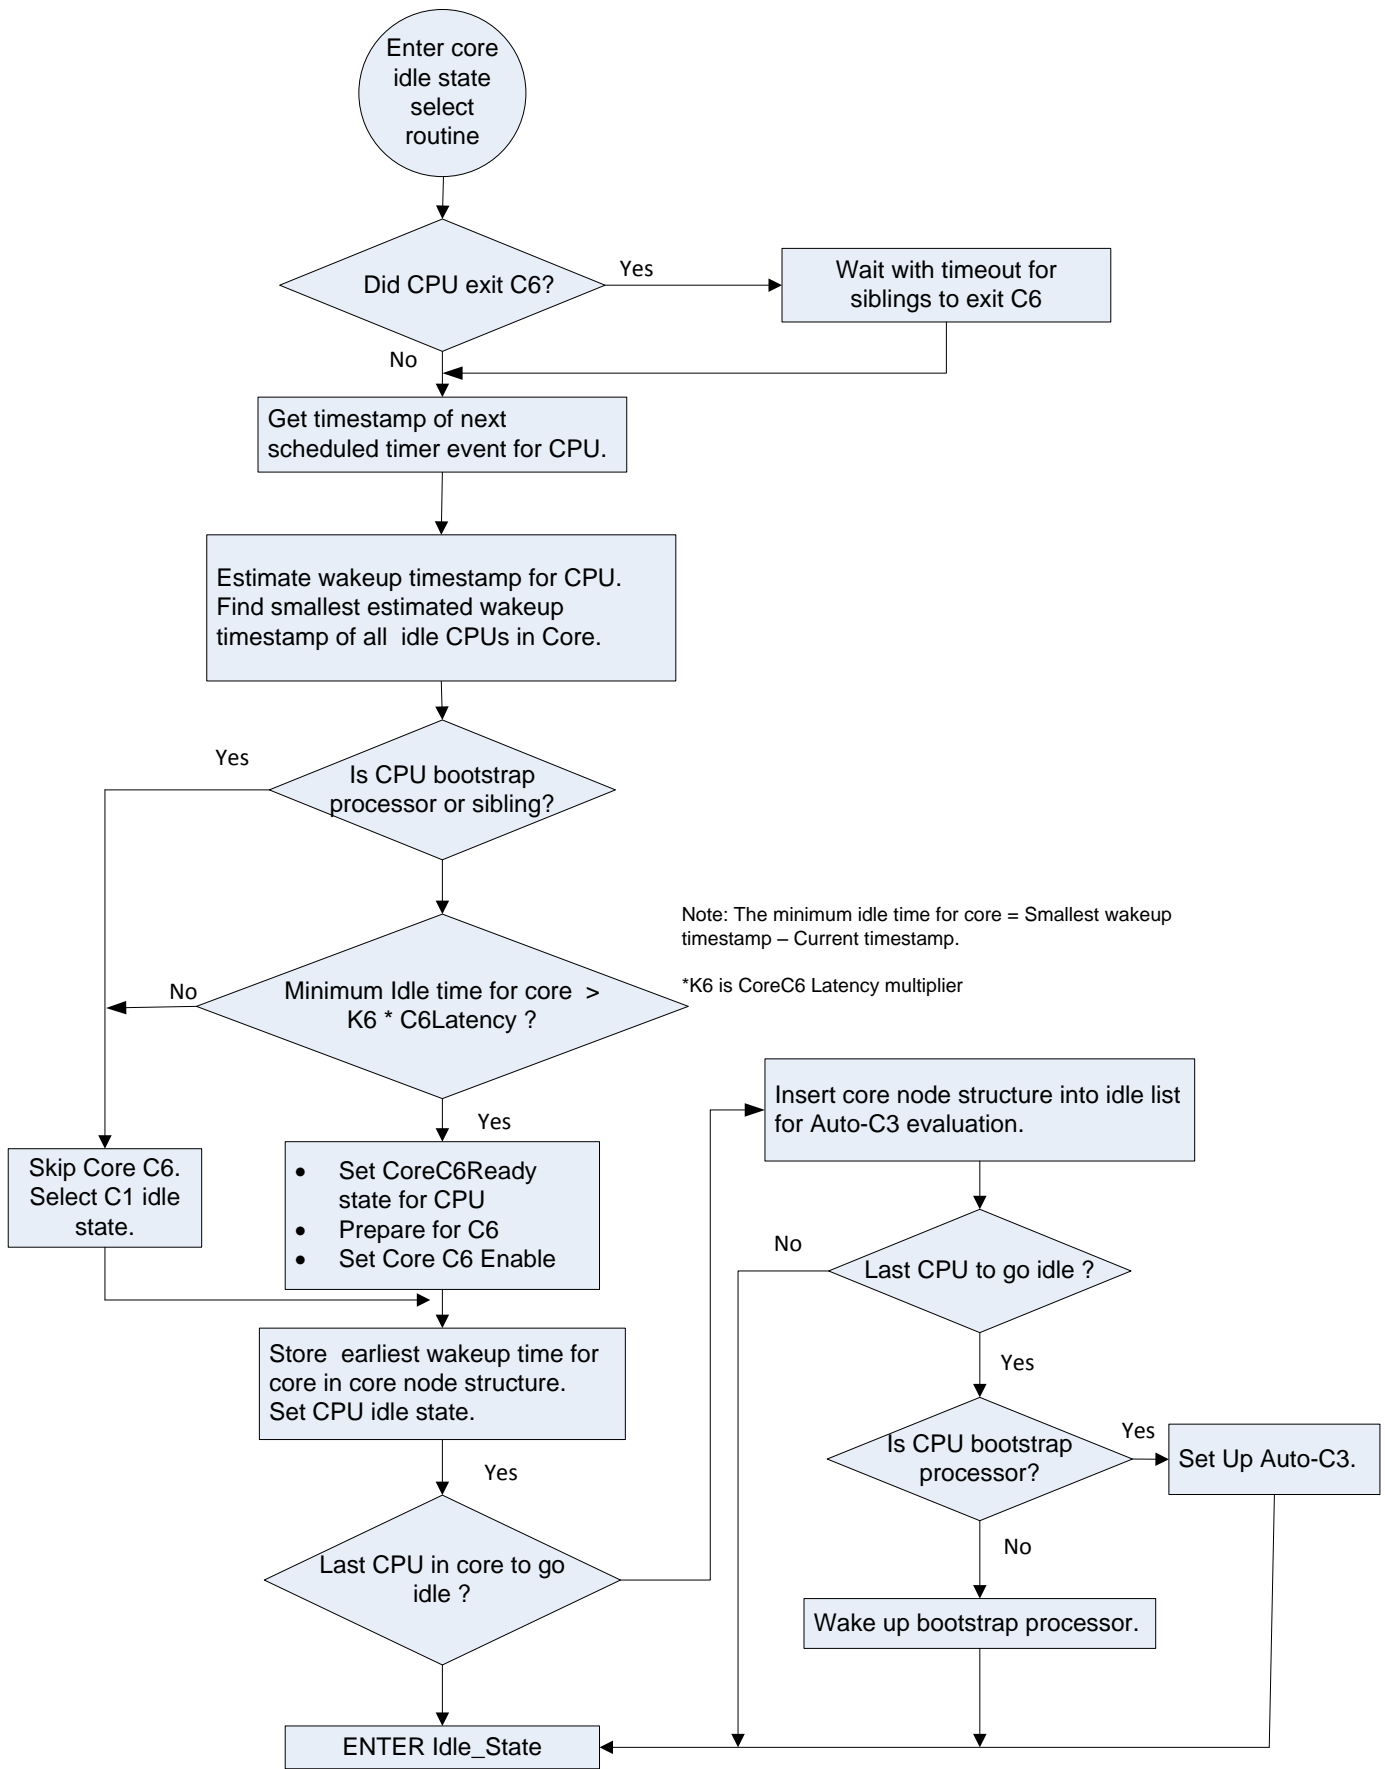 Enter core
idle state
select
routine
Did CPU exit C6?
Yes
Wait with timeout for
siblings to exit C6
No
Get timestamp of next
scheduled timer event for CPU.
Estimate wakeup timestamp for CPU.
Find smallest estimated wakeup
timestamp of all idle CPUs in Core.
Yes
Is CPU bootstrap
processor or sibling?
Note: The minimum idle time for core = Smallest wakeup
timestamp – Current timestamp.
*K6 is CoreC6 Latency multiplier
No
Minimum Idle time for core >
K6 * C6Latency ?
Yes
Skip Core C6.
Select C1 idle
state.
• Set CoreC6Ready
state for CPU
• Prepare for C6
• Set Core C6 Enable
Store earliest wakeup time for
core in core node structure.
Set CPU idle state.
Yes
Last CPU in core to go
idle ?
Insert core node structure into idle list
for Auto-C3 evaluation.
No
Last CPU to go idle ?
Yes
Is CPU bootstrap
processor?
Yes
Set Up Auto-C3.
No
Wake up bootstrap processor.
ENTER Idle_State